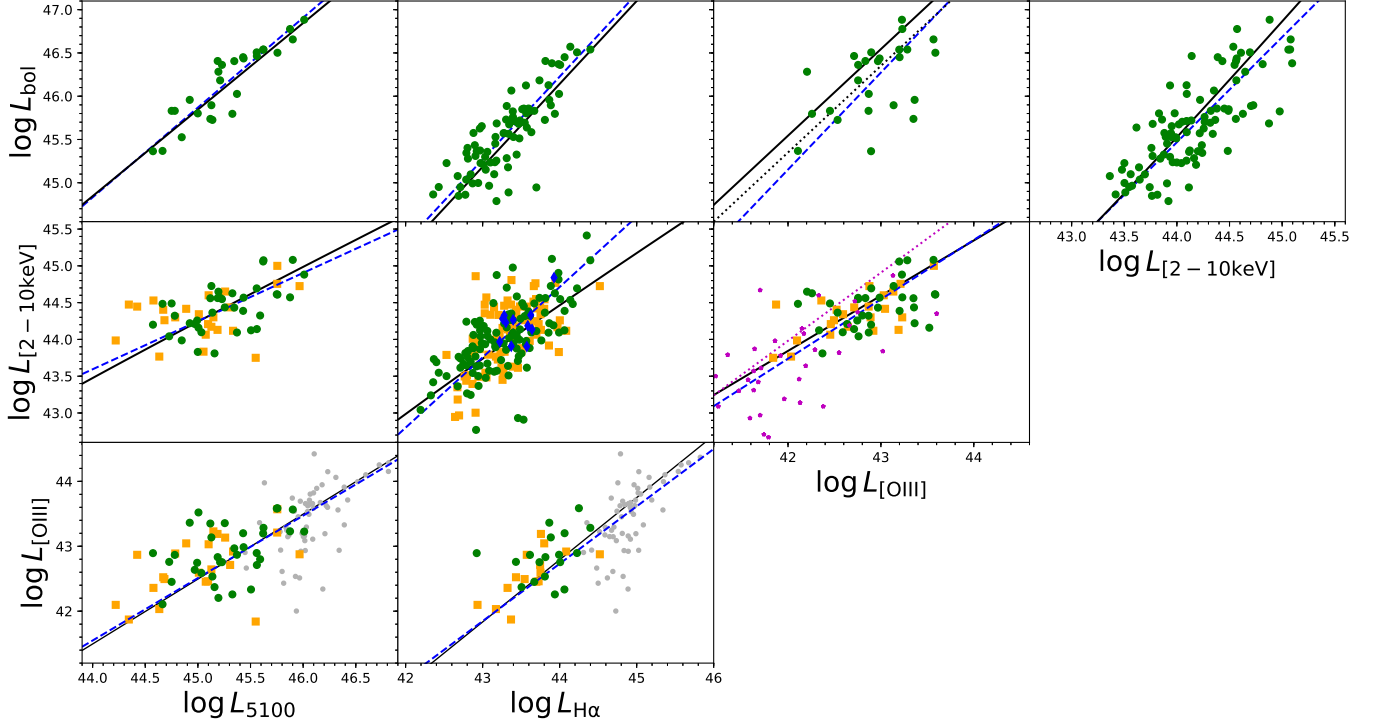 47.0
46.5
46.0
45.5
45.0
log L_bol
45.5
45.0
44.5
44.0
43.5
43.0
log L_[2 − 10keV]
43.0 43.5 44.0 44.5 45.0 45.5
log L_[2 − 10keV]
44
43
42
log L_[OIII]
42 43 44
log L_[OIII]
44.0 44.5 45.0 45.5 46.0 46.5
log L_5100
42 43 44 45 46
log L_Hα